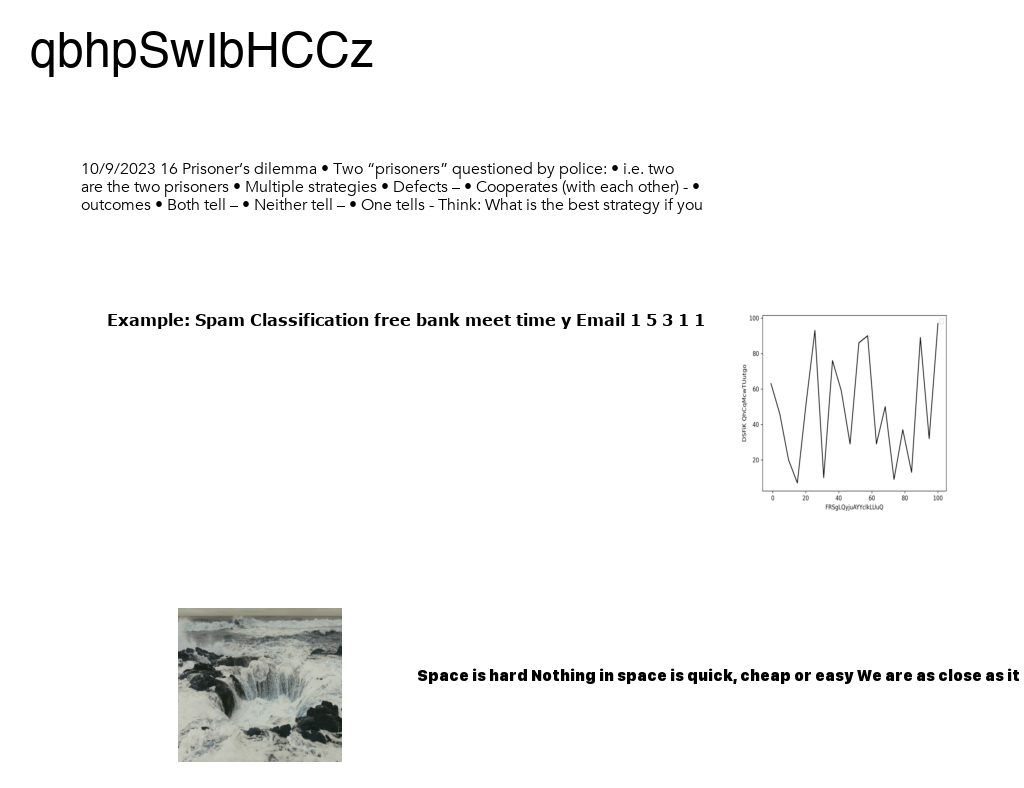 qbhpSwIbHCCz
10/9/2023 16 Prisoner’s dilemma • Two “prisoners” questioned by police: • i.e. two
are the two prisoners • Multiple strategies • Defects – • Cooperates (with each other) - •
outcomes • Both tell – • Neither tell – • One tells - Think: What is the best strategy if you
Example: Spam Classification free bank meet time y Email 1 5 3 1 1
100
80
60
40
20
0 20 40 60 80 100
Space is hard Nothing in space is quick, cheap or easy We are as close as it